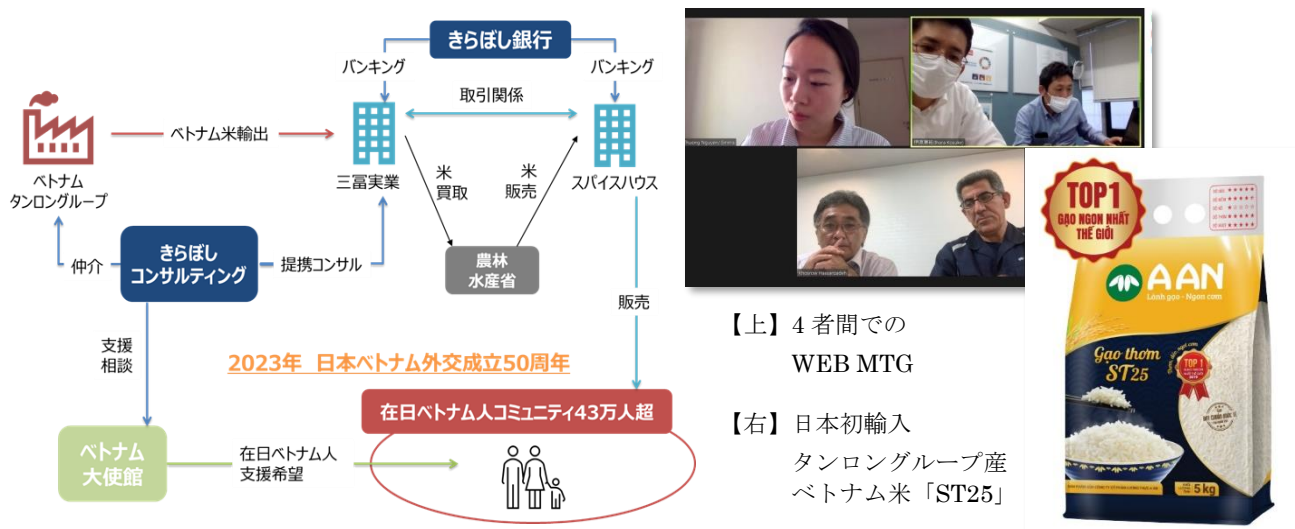 きらぼし銀行
バンキング
バンキング
取引関係
ベトナム米輸出
ベトナム
タンロングループ
三冨実業
米
買取
米
販売
スパイスハウス
きらぼし
コンサルティング
仲介
提携コンサル
農林
水産省
販売
支援
相談
2023年 日本ベトナム外交成立50周年
在日ベトナム人コミュニティ43万人超
ベトナム
大使館
在日ベトナム人
支援希望
【上】4者間での
WEB MTG
【右】日本初輸入
タンロングループ産
ベトナム米「ST25」
TOP1
GẠO NGON NHẤT
THẾ GIỚI
AAN
Lành gạo - Ngon cơm
Gạo thơm
ST25
TOP 1
5kg